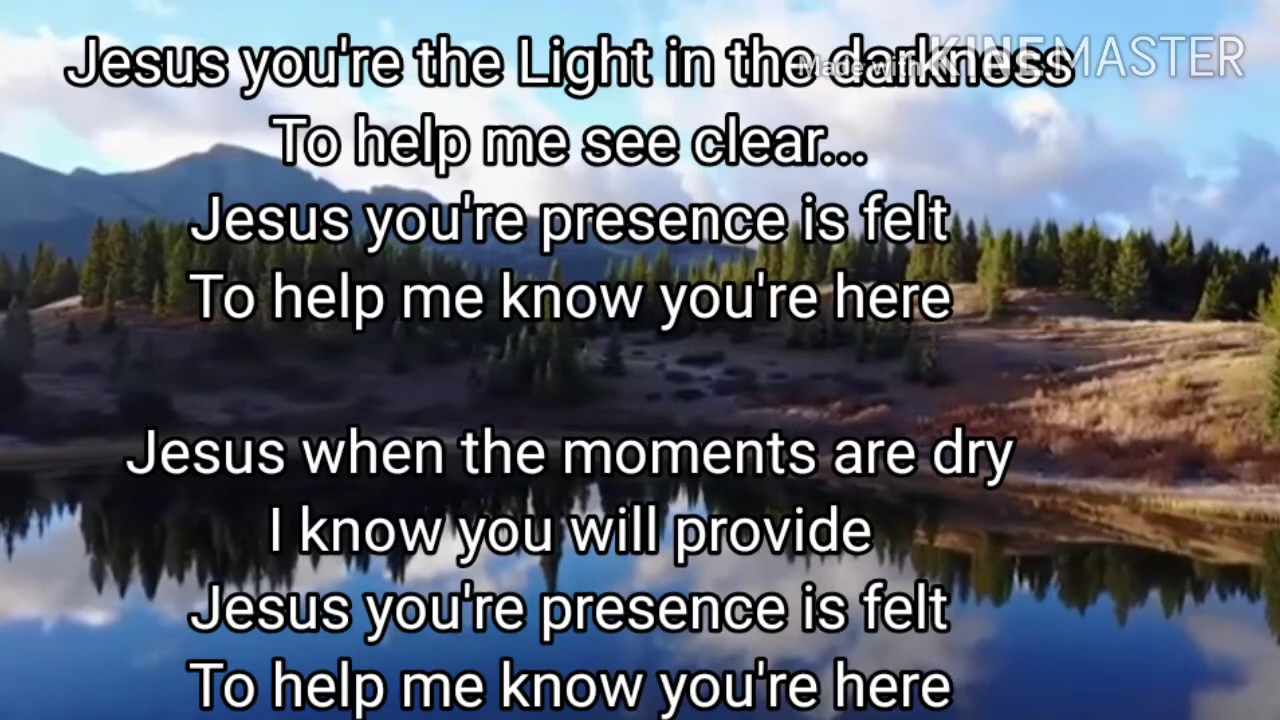 Jesus you're the Light in the darkness
Made with KINEMASTER
To help me see clear...
Jesus you're presence is felt
To help me know you're here
Jesus when the moments are dry
I know you will provide
Jesus you're presence is felt
To help me know you're here